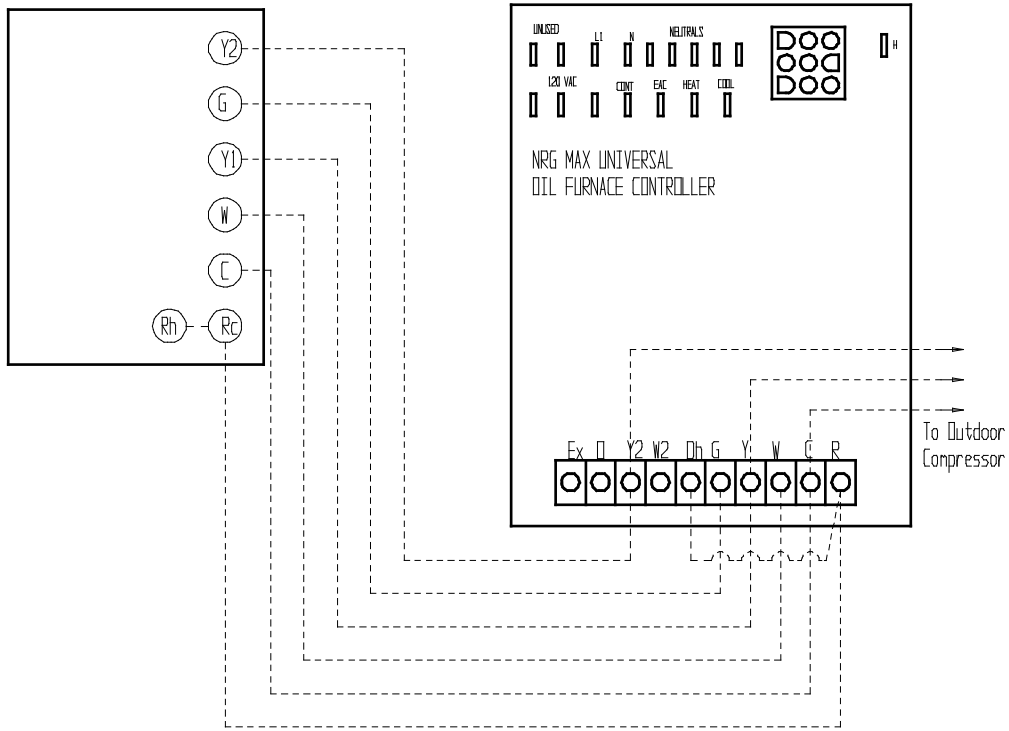 Y2
G
Y1
W
C
Rh Rc
UNUSED L1 N NEUTRALS
H
120 VAC CONT EAC HEAT COOL
NRG MAX UNIVERSAL
OIL FURNACE CONTROLLER
Ex O Y2 W2 Dh G Y W C R
To Outdoor
Compressor